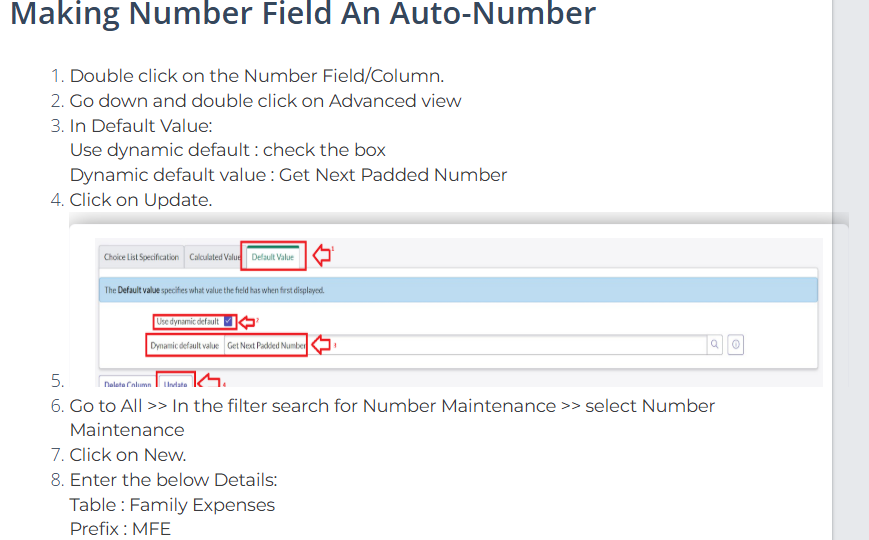 Making Number Field An Auto-Number
1. Double click on the Number Field/Column.
2. Go down and double click on Advanced view
3. In Default Value:
Use dynamic default : check the box
Dynamic default value : Get Next Padded Number
4. Click on Update.
Choice List Specification Calculated Value Default Value 1
The Default value specifies what value the field has when first displayed.
Use dynamic default 2
Dynamic default value Get Next Padded Number 3
5.
Delete Column Update 4
6. Go to All >> In the filter search for Number Maintenance >> select Number
Maintenance
7. Click on New.
8. Enter the below Details:
Table : Family Expenses
Prefix : MFE